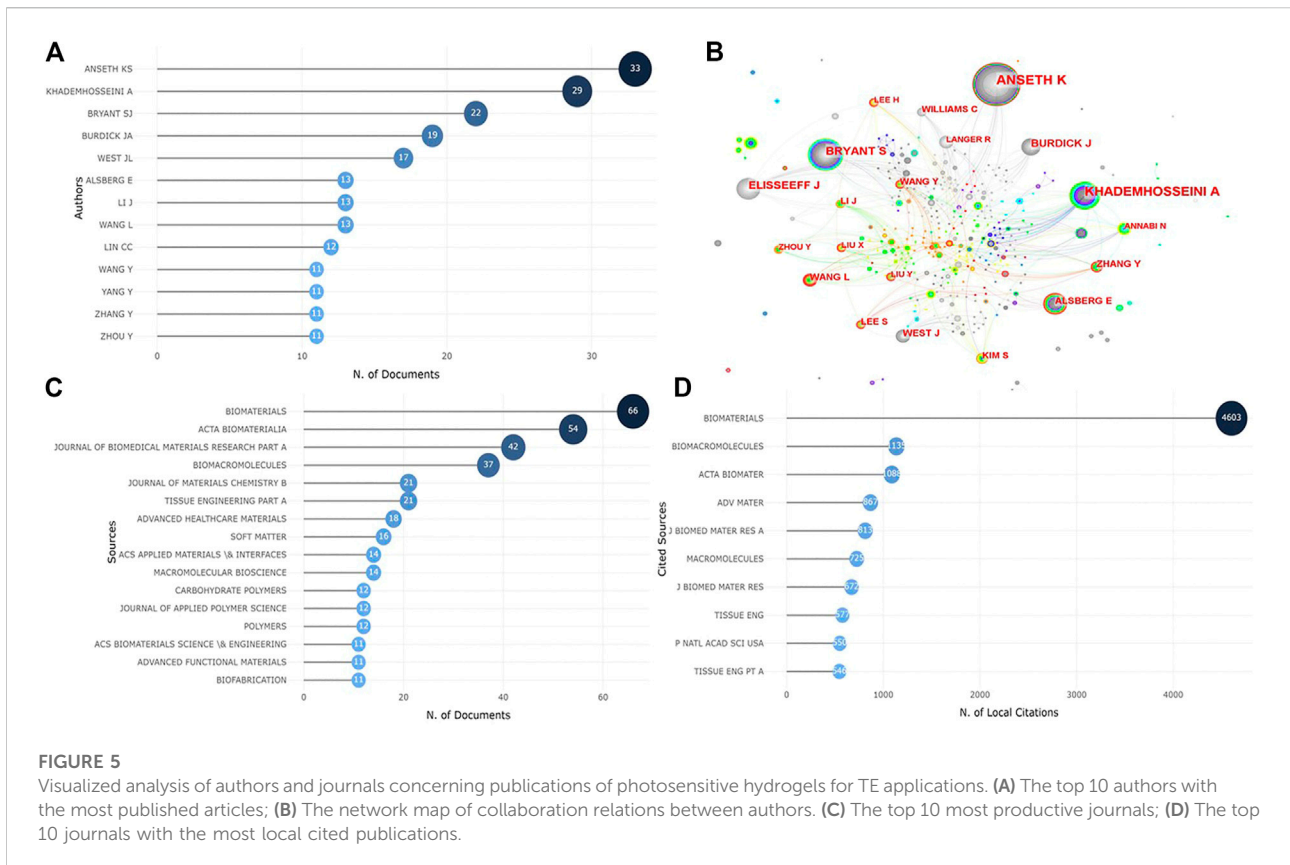 A
Authors
ANSETH KS
33
KHADEMHOSSEINI A
29
BRYANT SJ
22
BURDICK JA
19
WEST JL
17
ALSBERG E
13
LI J
13
WANG L
13
LIN CC
12
WANG Y
11
YANG Y
11
ZHANG Y
11
ZHOU Y
11
0 10 20 30
N. of Documents
B
ANSETH K
LEE H
WILLIAMS C
LANGER R
BURDICK J
BRYANT S
ELISSEEFF J
WANG Y
KHADEMHOSSEINI A
LI J
ANNABI N
ZHOU Y
LIU X
ZHANG Y
WANG L
LIU Y
ALSBERG E
LEE S
WEST J
KIM S
C
Sources
BIOMATERIALS
66
ACTA BIOMATERIALIA
54
JOURNAL OF BIOMEDICAL MATERIALS RESEARCH PART A
42
BIOMACROMOLECULES
37
JOURNAL OF MATERIALS CHEMISTRY B
21
TISSUE ENGINEERING PART A
21
ADVANCED HEALTHCARE MATERIALS
18
SOFT MATTER
16
ACS APPLIED MATERIALS \& INTERFACES
14
MACROMOLECULAR BIOSCIENCE
14
CARBOHYDRATE POLYMERS
12
JOURNAL OF APPLIED POLYMER SCIENCE
12
POLYMERS
12
ACS BIOMATERIALS SCIENCE \& ENGINEERING
11
ADVANCED FUNCTIONAL MATERIALS
11
BIOFABRICATION
11
0 20 40 60
N. of Documents
D
Cited Sources
BIOMATERIALS
4603
BIOMACROMOLECULES
ACTA BIOMATER
ADV MATER
867
J BIOMED MATER RES A
813
MACROMOLECULES
725
J BIOMED MATER RES
672
TISSUE ENG
577
P NATL ACAD SCI USA
TISSUE ENG PT A
0 1000 2000 3000 4000
N. of Local Citations
FIGURE 5
Visualized analysis of authors and journals concerning publications of photosensitive hydrogels for TE applications. (A) The top 10 authors with
the most published articles; (B) The network map of collaboration relations between authors. (C) The top 10 most productive journals; (D) The top
10 journals with the most local cited publications.